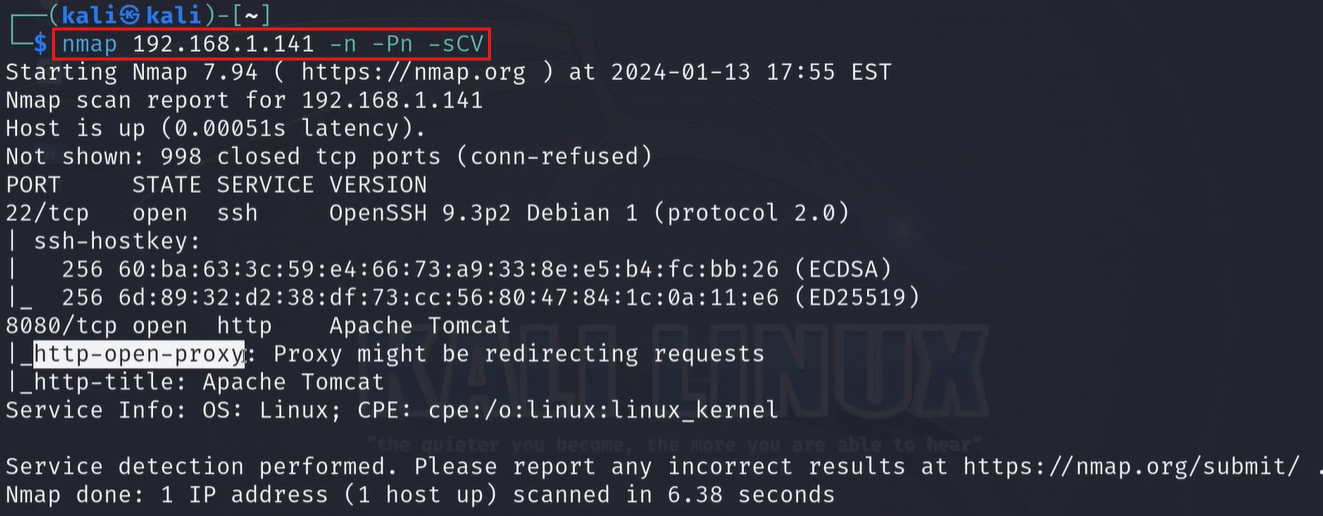 ┌──(kali㉿kali)-[~]
└─$ nmap 192.168.1.141 -n -Pn -sCV
Starting Nmap 7.94 ( https://nmap.org ) at 2024-01-13 17:55 EST
Nmap scan report for 192.168.1.141
Host is up (0.00051s latency).
Not shown: 998 closed tcp ports (conn-refused)
PORT     STATE SERVICE VERSION
22/tcp   open  ssh     OpenSSH 9.3p2 Debian 1 (protocol 2.0)
| ssh-hostkey:
|   256 60:ba:63:3c:59:e4:66:73:a9:33:8e:e5:b4:fc:bb:26 (ECDSA)
|_  256 6d:89:32:d2:38:df:73:cc:56:80:47:84:1c:0a:11:e6 (ED25519)
8080/tcp open  http    Apache Tomcat
|_http-open-proxy: Proxy might be redirecting requests
|_http-title: Apache Tomcat
Service Info: OS: Linux; CPE: cpe:/o:linux:linux_kernel
KALI LINUX
"the quieter you become, the more you are able to hear"
Service detection performed. Please report any incorrect results at https://nmap.org/submit/ .
Nmap done: 1 IP address (1 host up) scanned in 6.38 seconds